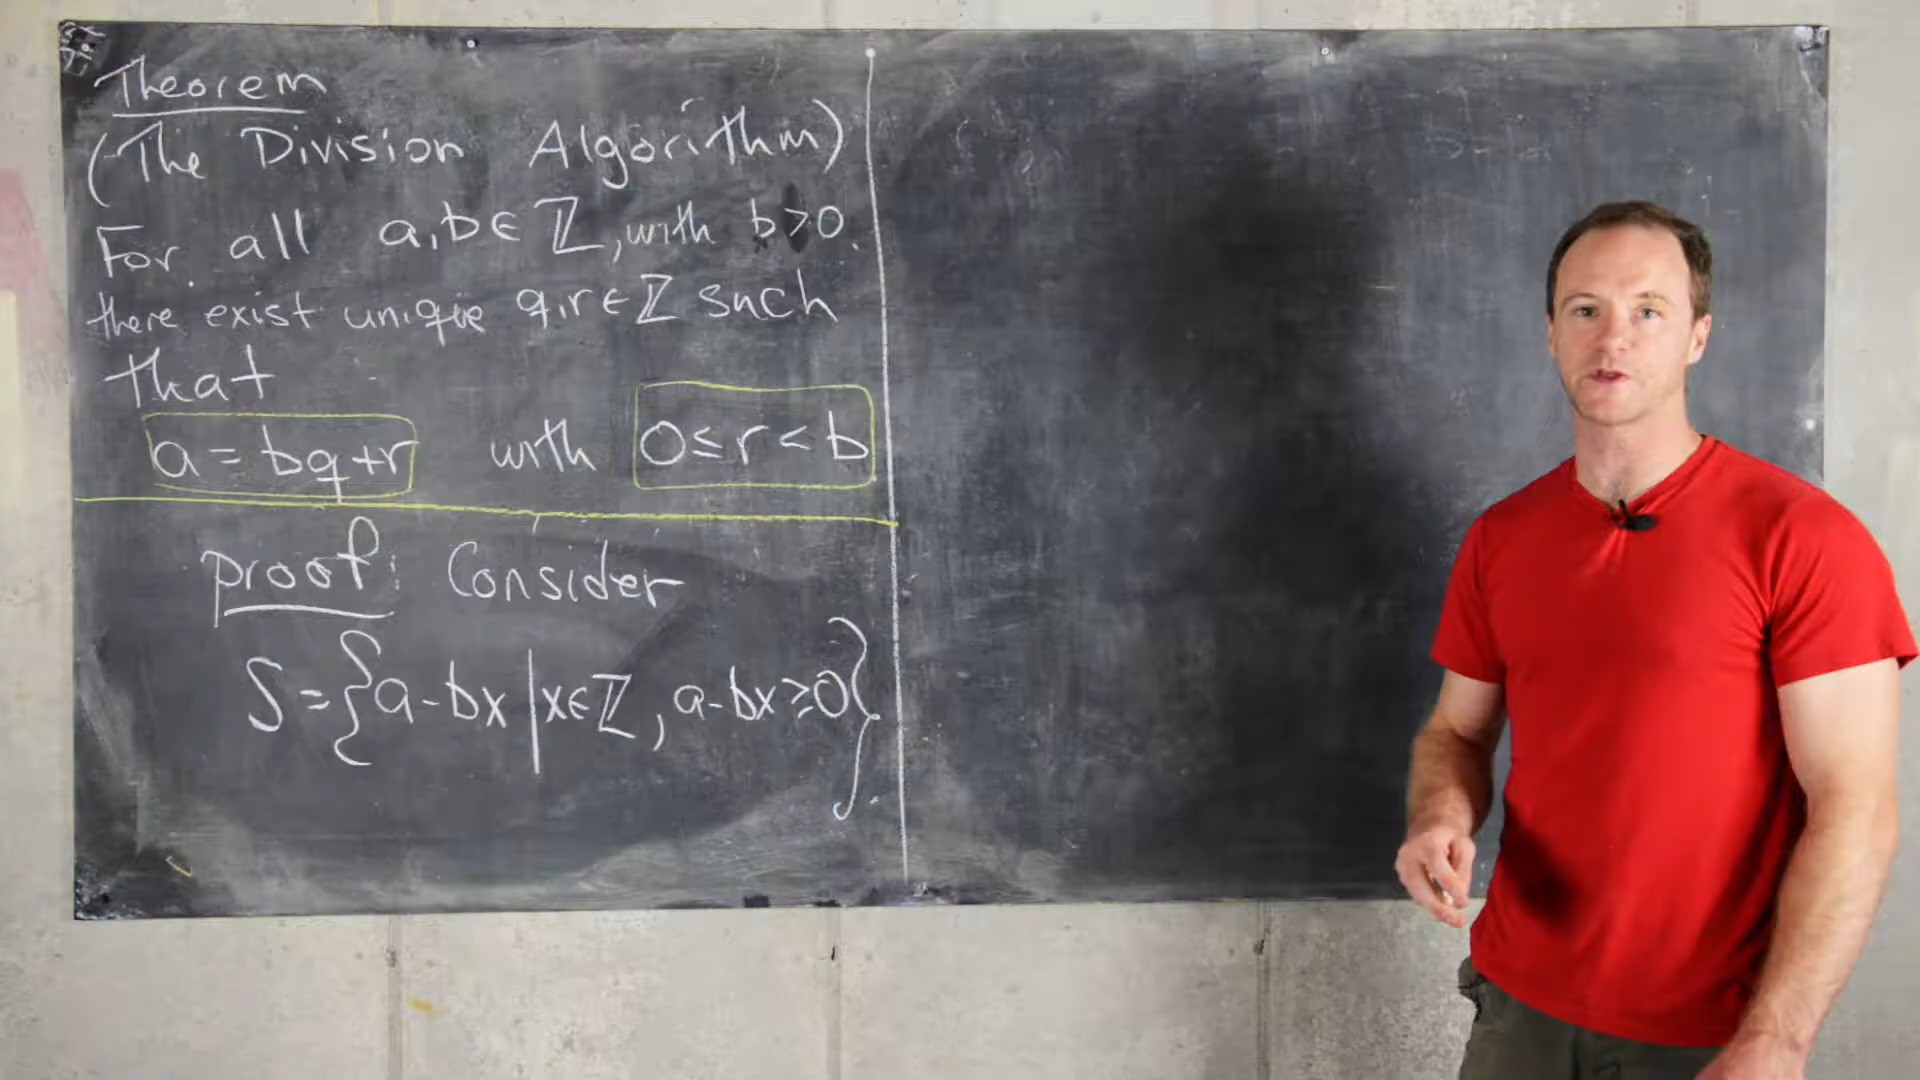 Theorem
(The Division Algorithm)
For all a,b∈ℤ, with b>0.
there exist unique q,r∈ℤ such
that
a=bq+r with 0≤r<b
proof: Consider
S={a-bx|x∈ℤ, a-bx≥0}.